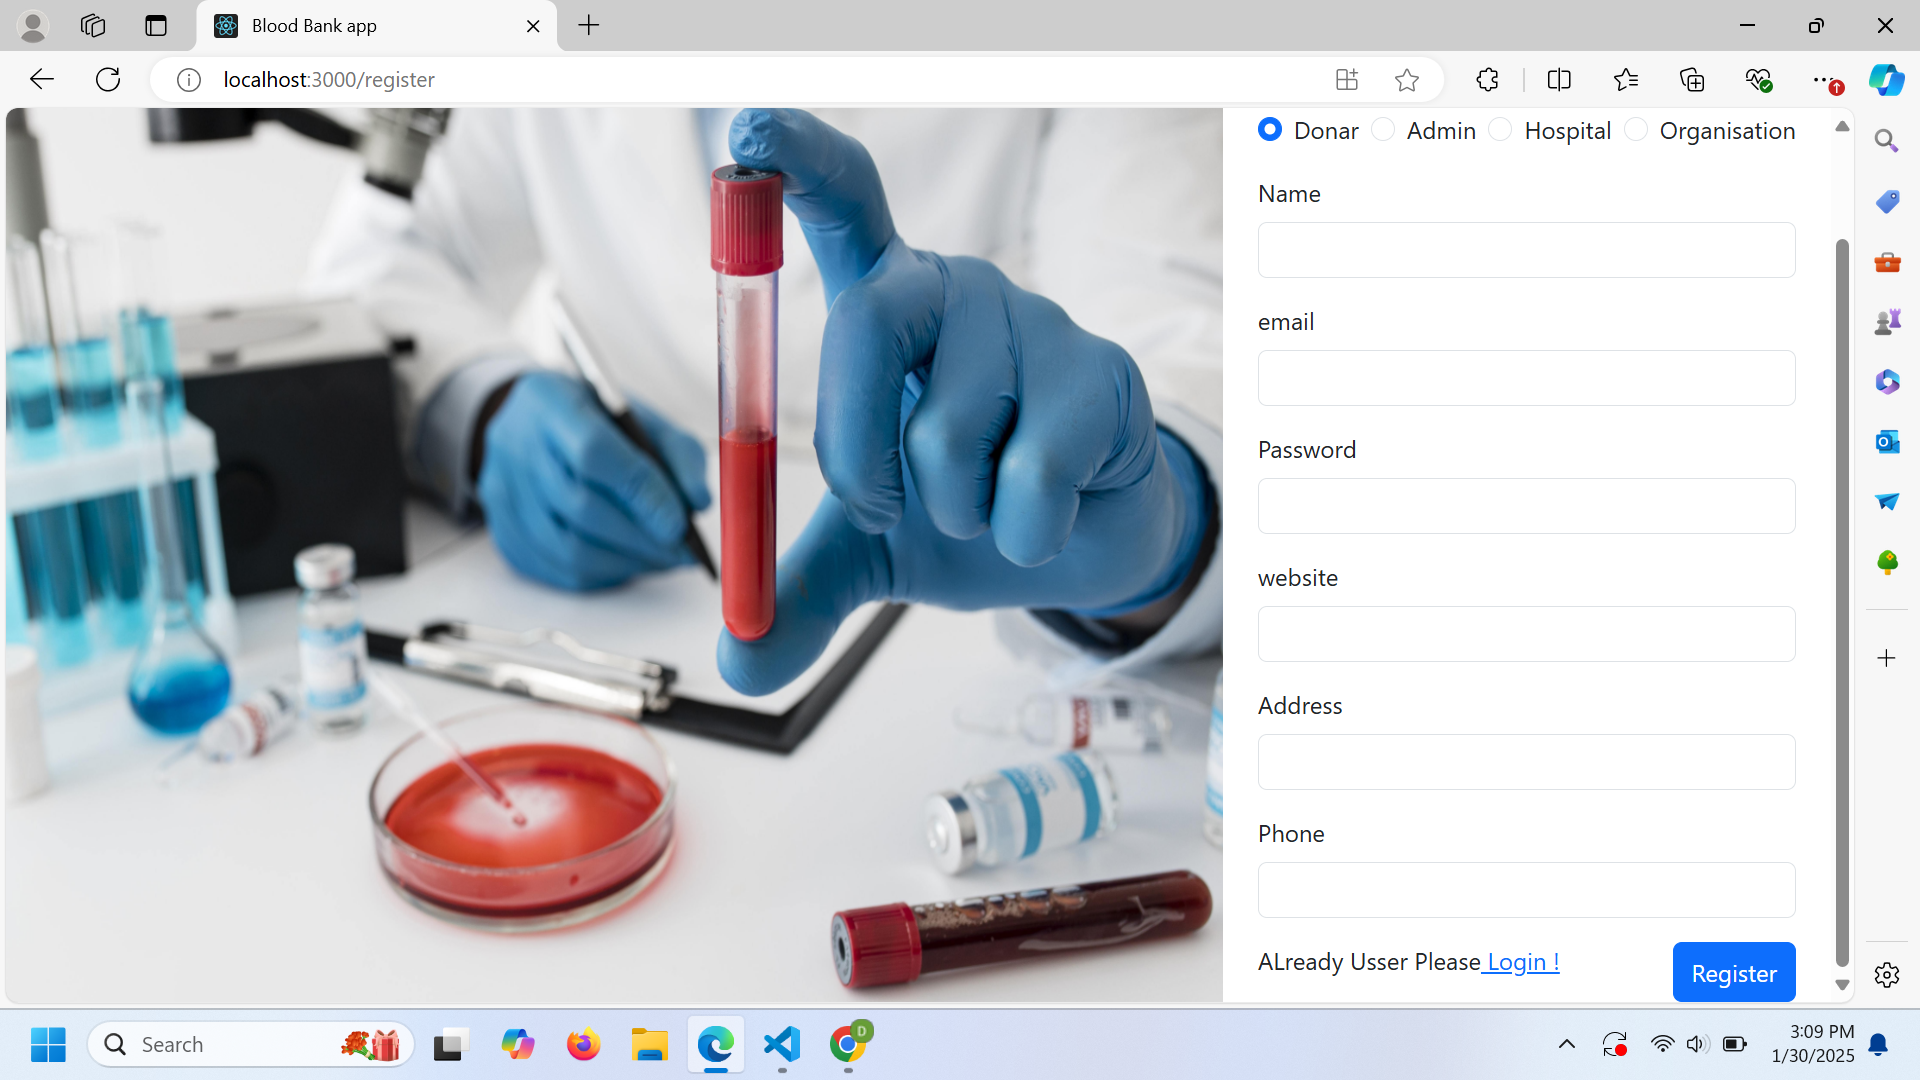 Blood Bank app
localhost:3000/register
Donar Admin Hospital Organisation
Name
email
Password
website
Address
Phone
ALready Usser Please Login !
Register
Search
D
3:09 PM
1/30/2025